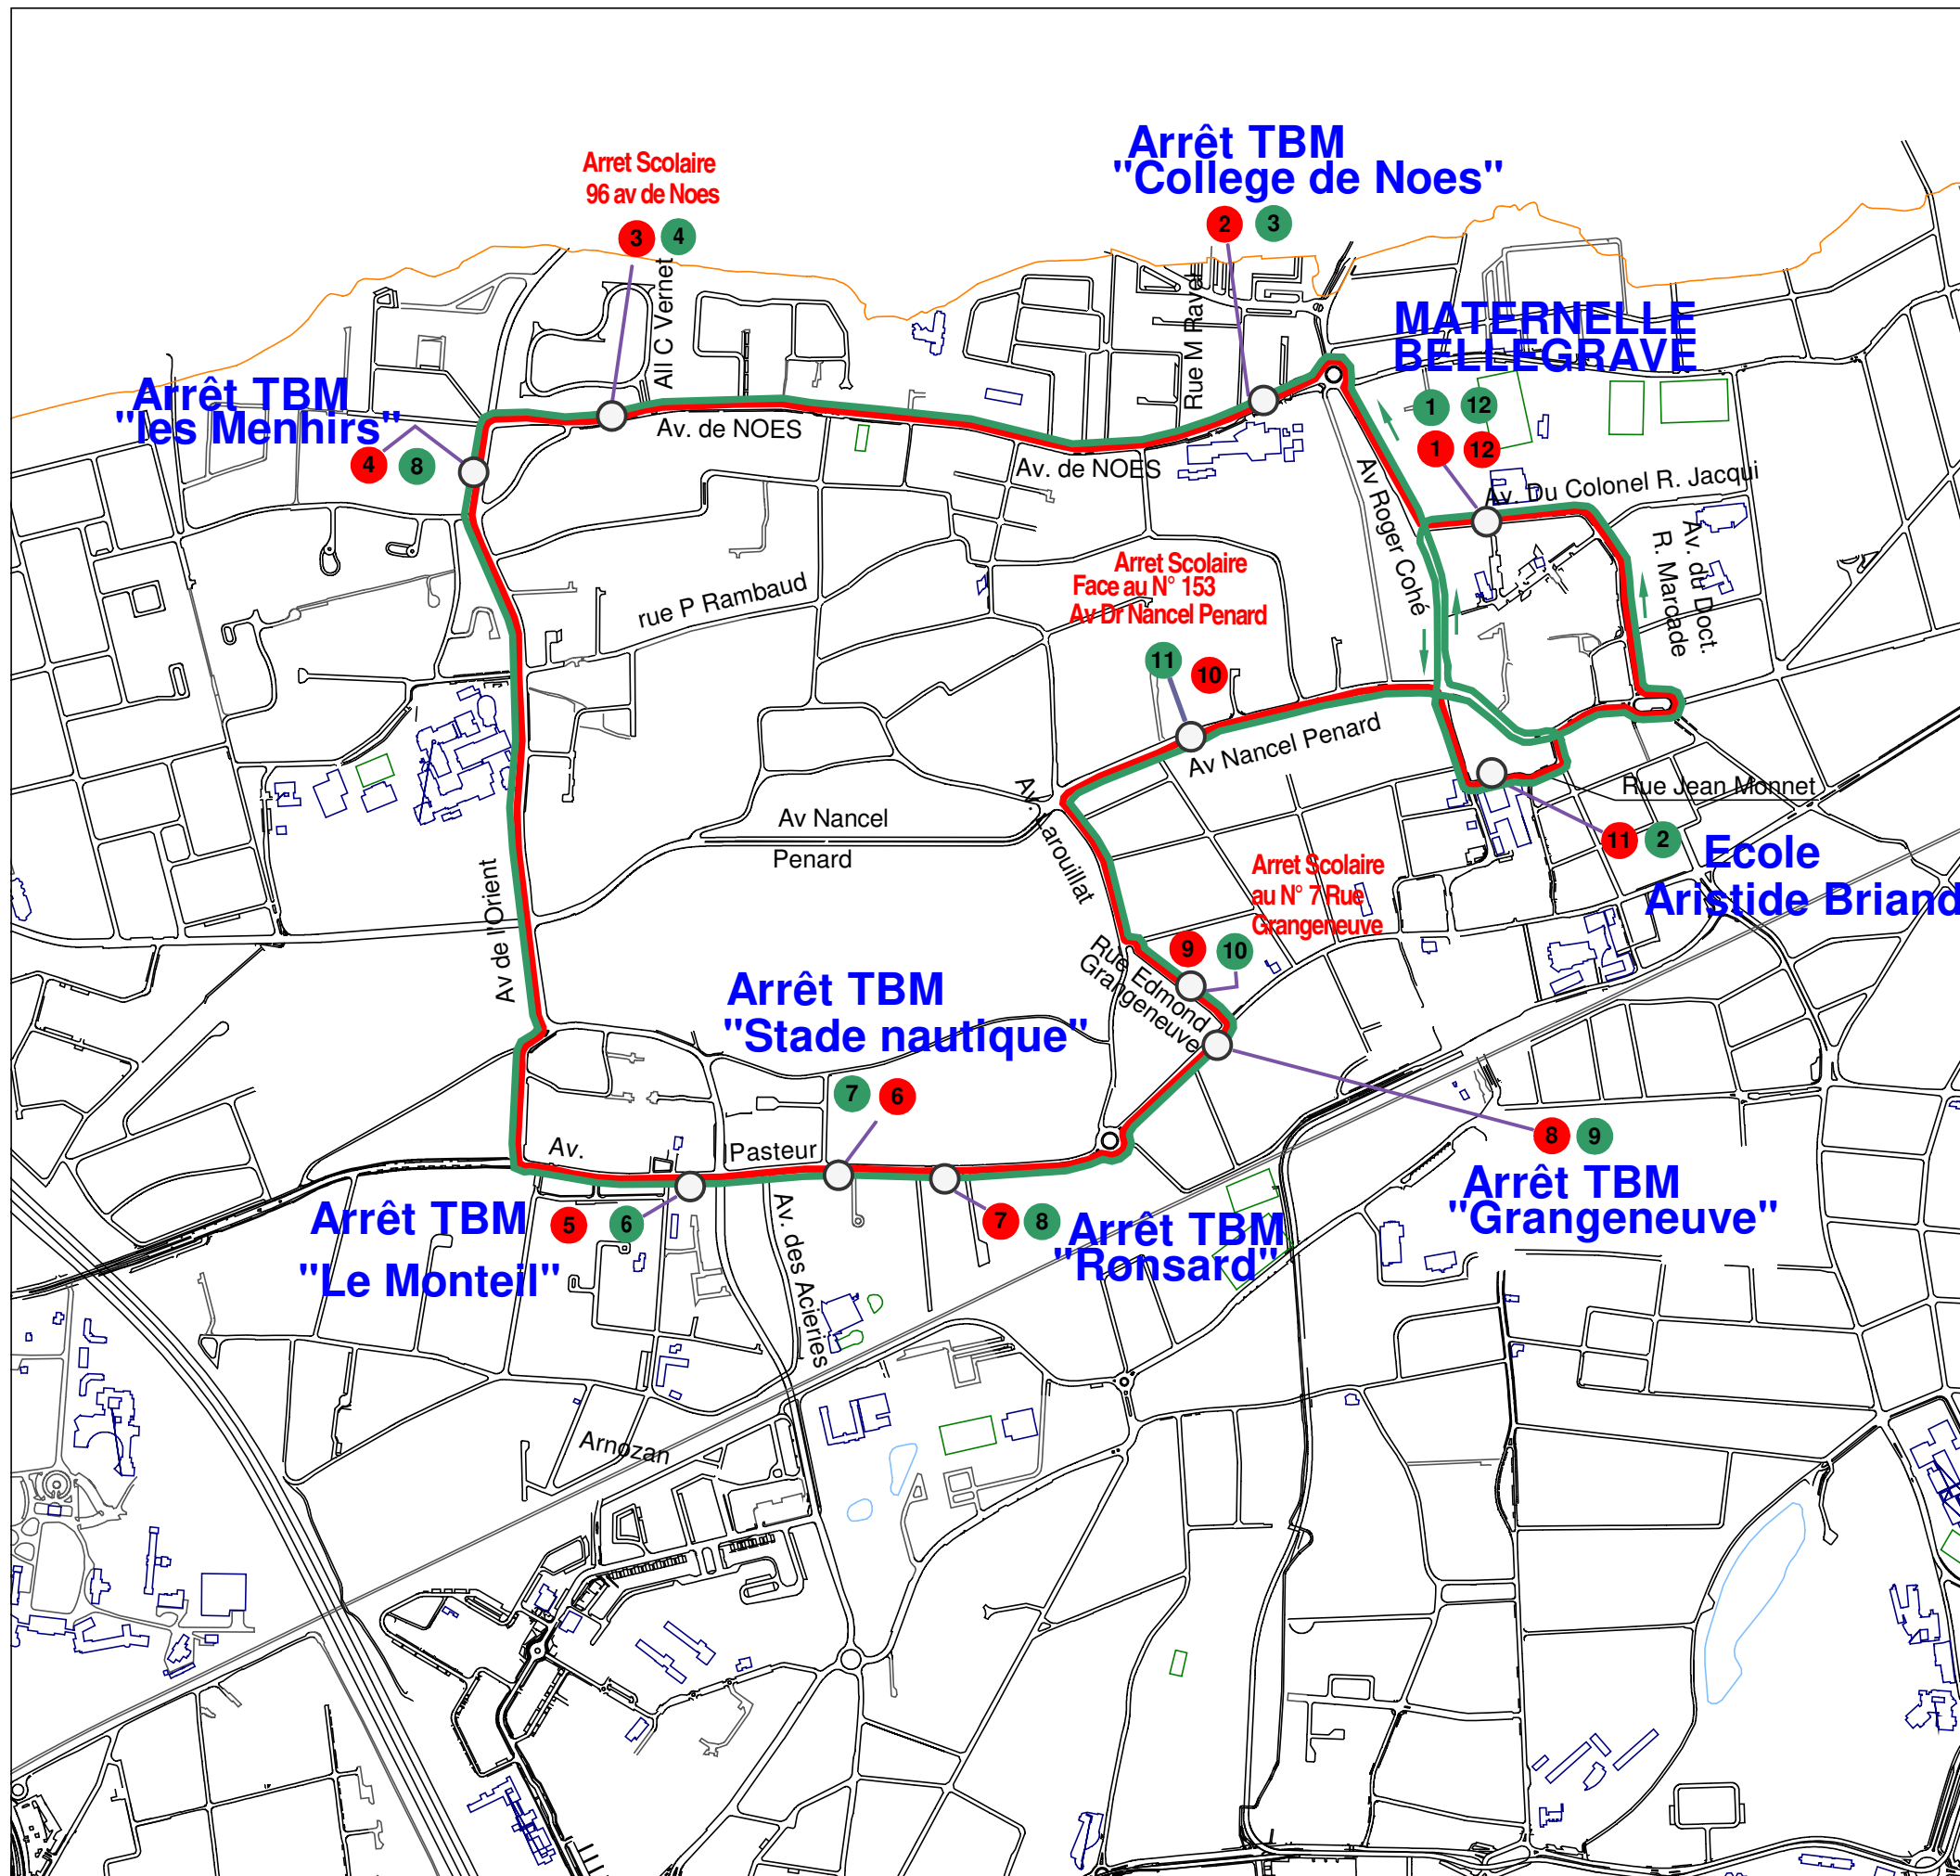 Arret Scolaire
96 av de Noes
3 4
Arrêt TBM
"College de Noes"
2 3
All C Vernet
Rue M Ravel
MATERNELLE
BELLEGRAVE
1 12
1 12
Arrêt TBM
"les Menhirs"
4 8
Av. de NOES
Av. de NOES
Av Roger Cohé
Av. Du Colonel R. Jacqui
Av. du Doct.
R. Marcade
Arret Scolaire
Face au N° 153
Av Dr Nancel Penard
11 10
rue P Rambaud
Av Nancel Penard
Rue Jean Monnet
11 2
Ecole
Aristide Briand
Av Nancel
Penard
Av. Larouillat
Arret Scolaire
au N° 7 Rue
Grangeneuve
9 10
Rue Edmond
Grangeneuve
Av de l'Orient
Arrêt TBM
"Stade nautique"
7 6
8 9
Arrêt TBM
"Grangeneuve"
Av.
Pasteur
Arrêt TBM
"Le Monteil"
5 6
Av. des Acieries
7 8
Arrêt TBM
"Ronsard"
Arnozan